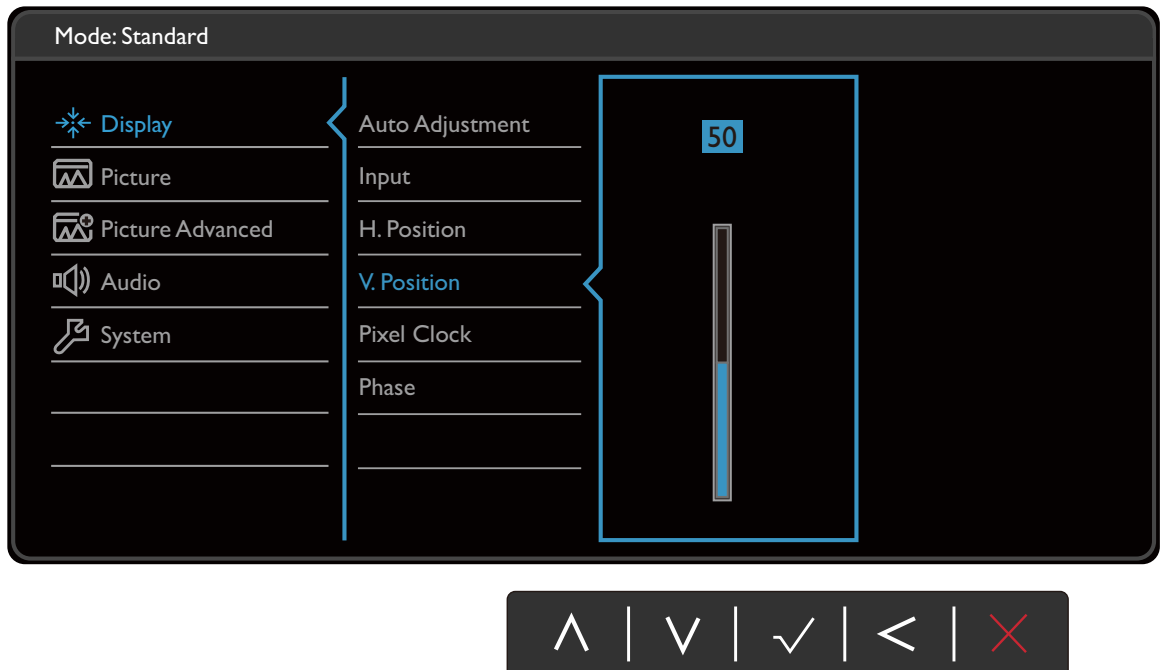 Mode: Standard
Display
Picture
Picture Advanced
Audio
System
Auto Adjustment
Input
H. Position
V. Position
Pixel Clock
Phase
50